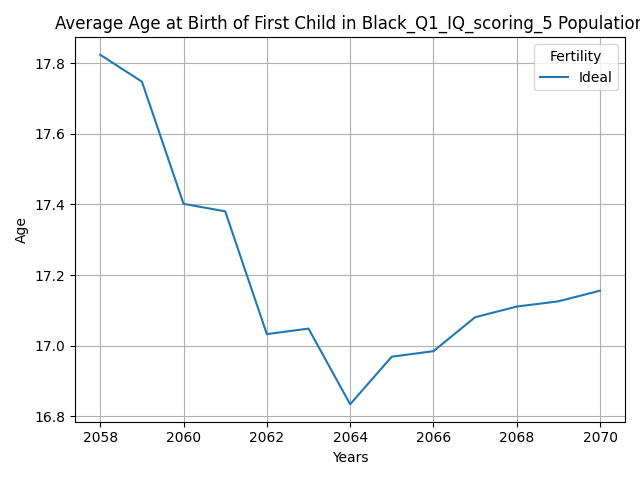 Average Age at Birth of First Child in Black_Q1_IQ_scoring_5 Population
Fertility
Ideal
17.8
17.6
17.4
17.2
17.0
16.8
Age
2058 2060 2062 2064 2066 2068 2070
Years